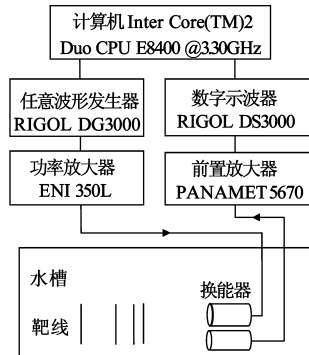 计算机 Inter Core(TM)2
Duo CPU E8400 @3.30GHz
任意波形发生器
RIGOL DG3000
数字示波器
RIGOL DS3000
功率放大器
ENI 350L
前置放大器
PANAMET 5670
水槽
换能器
靶线